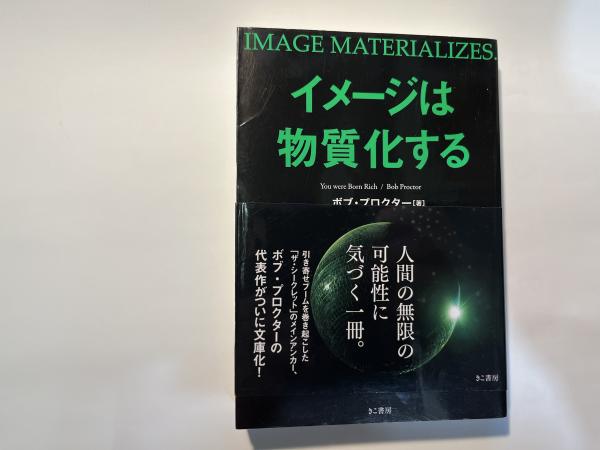 IMAGE MATERIALIZES.
イメージは
物質化する
You were Born Rich / Bob Proctor
ボブ・プロクター[著]
人間の無限の
可能性に
気づく一冊。
引き寄せブームを巻き起こした
「ザ・シークレット」のメインアンカー、
ボブ・プロクターの
代表作がついに文庫化!
きこ書房
きこ書房